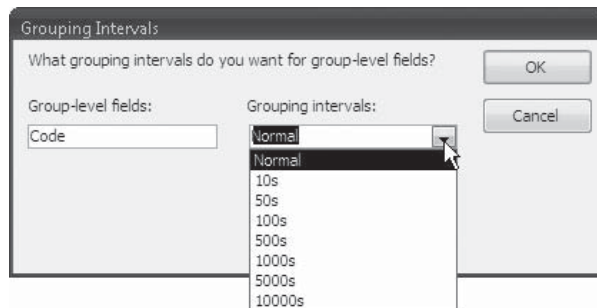 Grouping Intervals
What grouping intervals do you want for group-level fields?
OK
Group-level fields:
Grouping intervals:
Cancel
Code
Normal
Normal
10s
50s
100s
500s
1000s
5000s
10000s